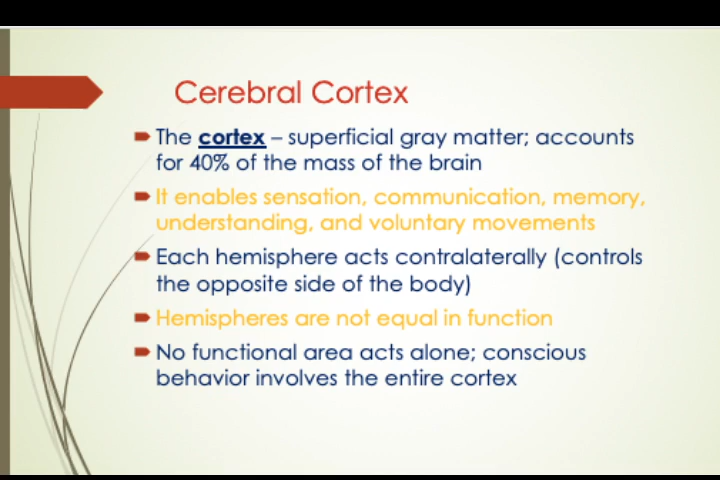 Cerebral Cortex
The cortex – superficial gray matter; accounts
for 40% of the mass of the brain
It enables sensation, communication, memory,
understanding, and voluntary movements
Each hemisphere acts contralaterally (controls
the opposite side of the body)
Hemispheres are not equal in function
No functional area acts alone; conscious
behavior involves the entire cortex